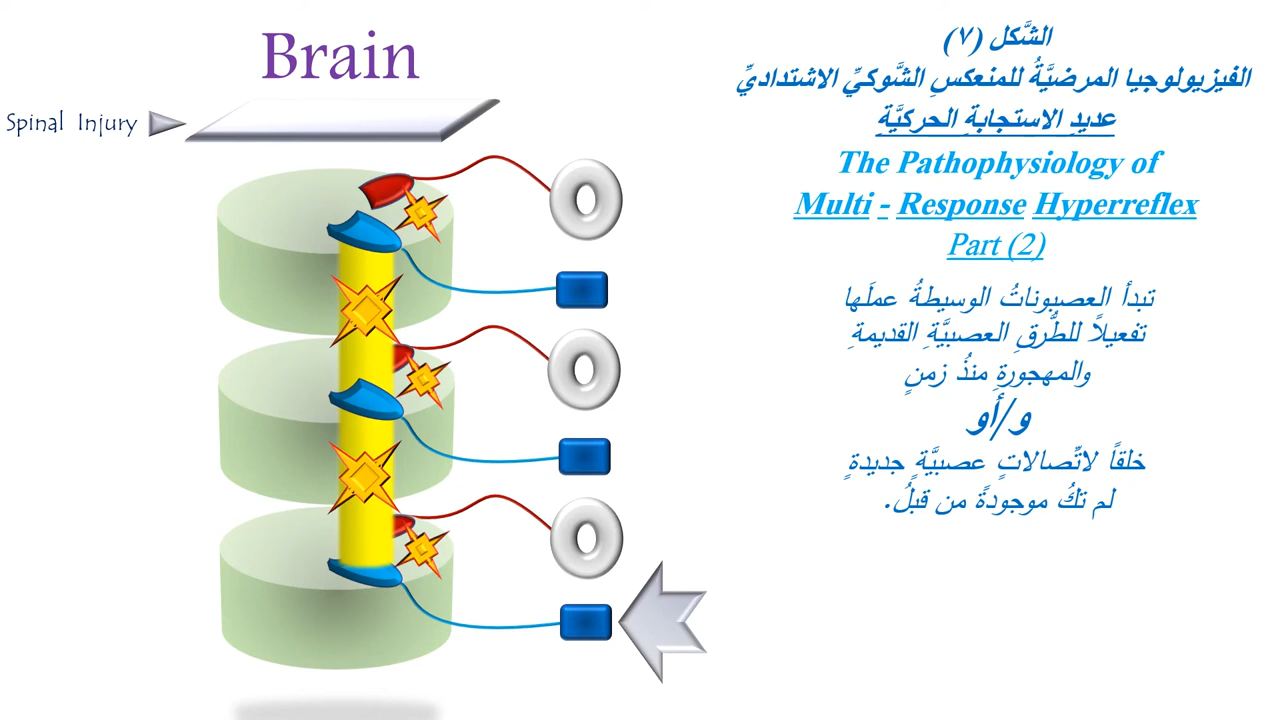 Brain
Spinal Injury
الشَّكل (٧)
الفيزيولوجيا المرضيَّةُ للمنعكسِ الشَّوكيِّ الاشتداديِّ
عديدِ الاستجابةِ الحركيَّةِ
The Pathophysiology of
Multi - Response Hyperreflex
Part (2)
تبدأ العصبوناتُ الوسيطةُ عملَها
تفعيلاً للطُّرقِ العصبيَّةِ القديمةِ
والمهجورةِ منذُ زمنٍ
و/أو
خلقاً لاتِّصالاتٍ عصبيَّةٍ جديدةٍ
لم تكُ موجودةً من قبلُ.